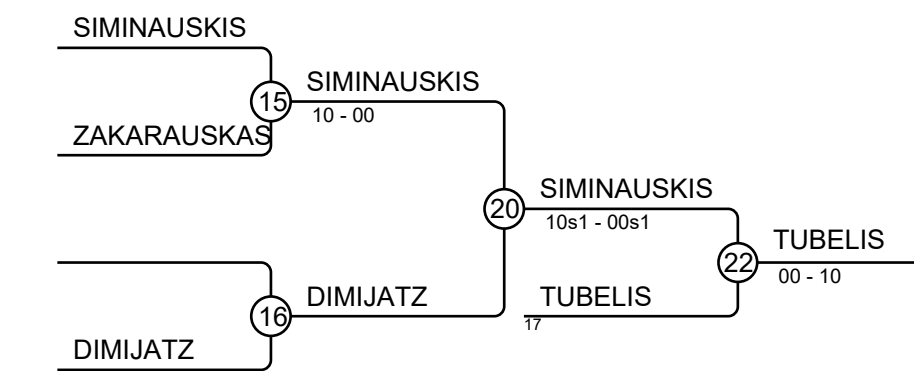 SIMINAUSKIS
15
SIMINAUSKIS
10 - 00
ZAKARAUSKAS
20
SIMINAUSKIS
10s1 - 00s1
22
TUBELIS
00 - 10
16
DIMIJATZ
TUBELIS
17
DIMIJATZ